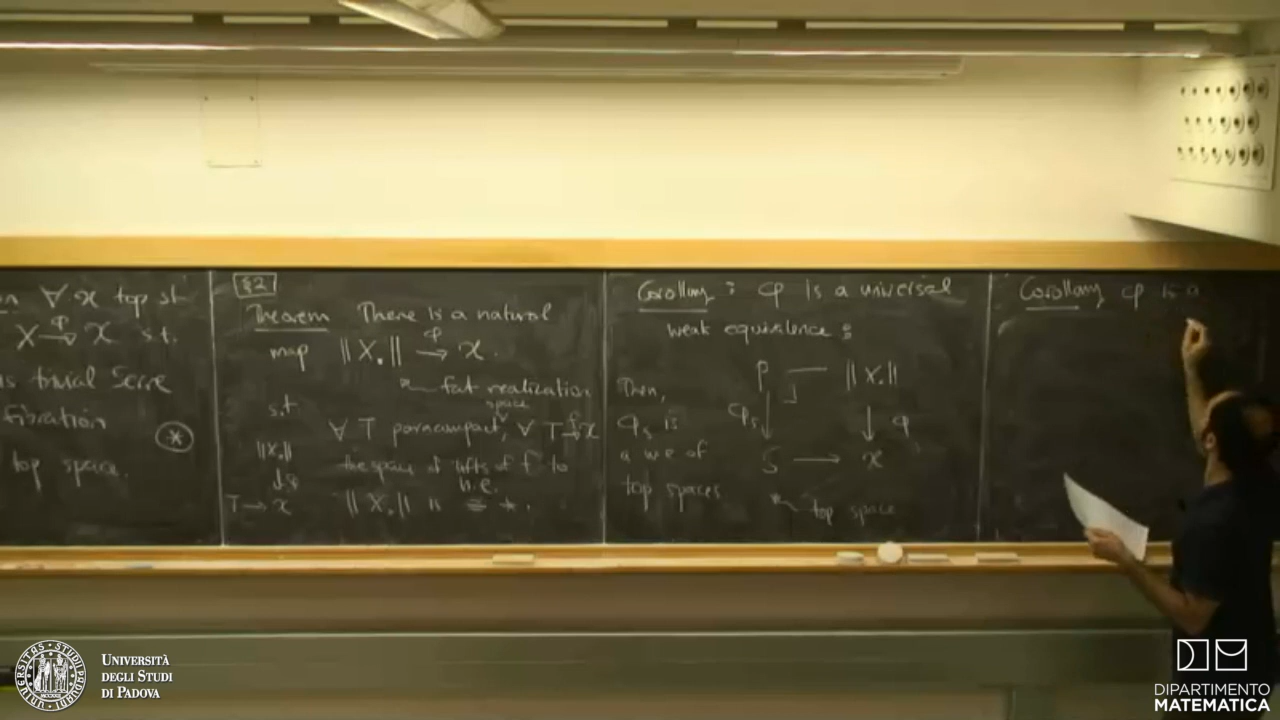 ∀ 𝒳 top st
X →^φ 𝒳 s.t.
is trivial Serre
fibration
⊛
top space.
§2
Theorem There is a natural
map ‖X.‖ →^φ 𝒳.
fat realization
space
s.t. ∀ T paracompact, ∀ T →^f 𝒳
the space of lifts of f to
‖X.‖
T → 𝒳
‖X.‖ is ≅ *.
h.e.
Corollary : φ is a universal
weak equivalence :
P — ‖X.‖
φ_S ↓ ↓ φ
S → 𝒳
top space
Then,
φ_S is
a we of
top spaces
Corollary φ is a
UNIVERSITÀ
DEGLI STUDI
DI PADOVA
DIPARTIMENTO
MATEMATICA